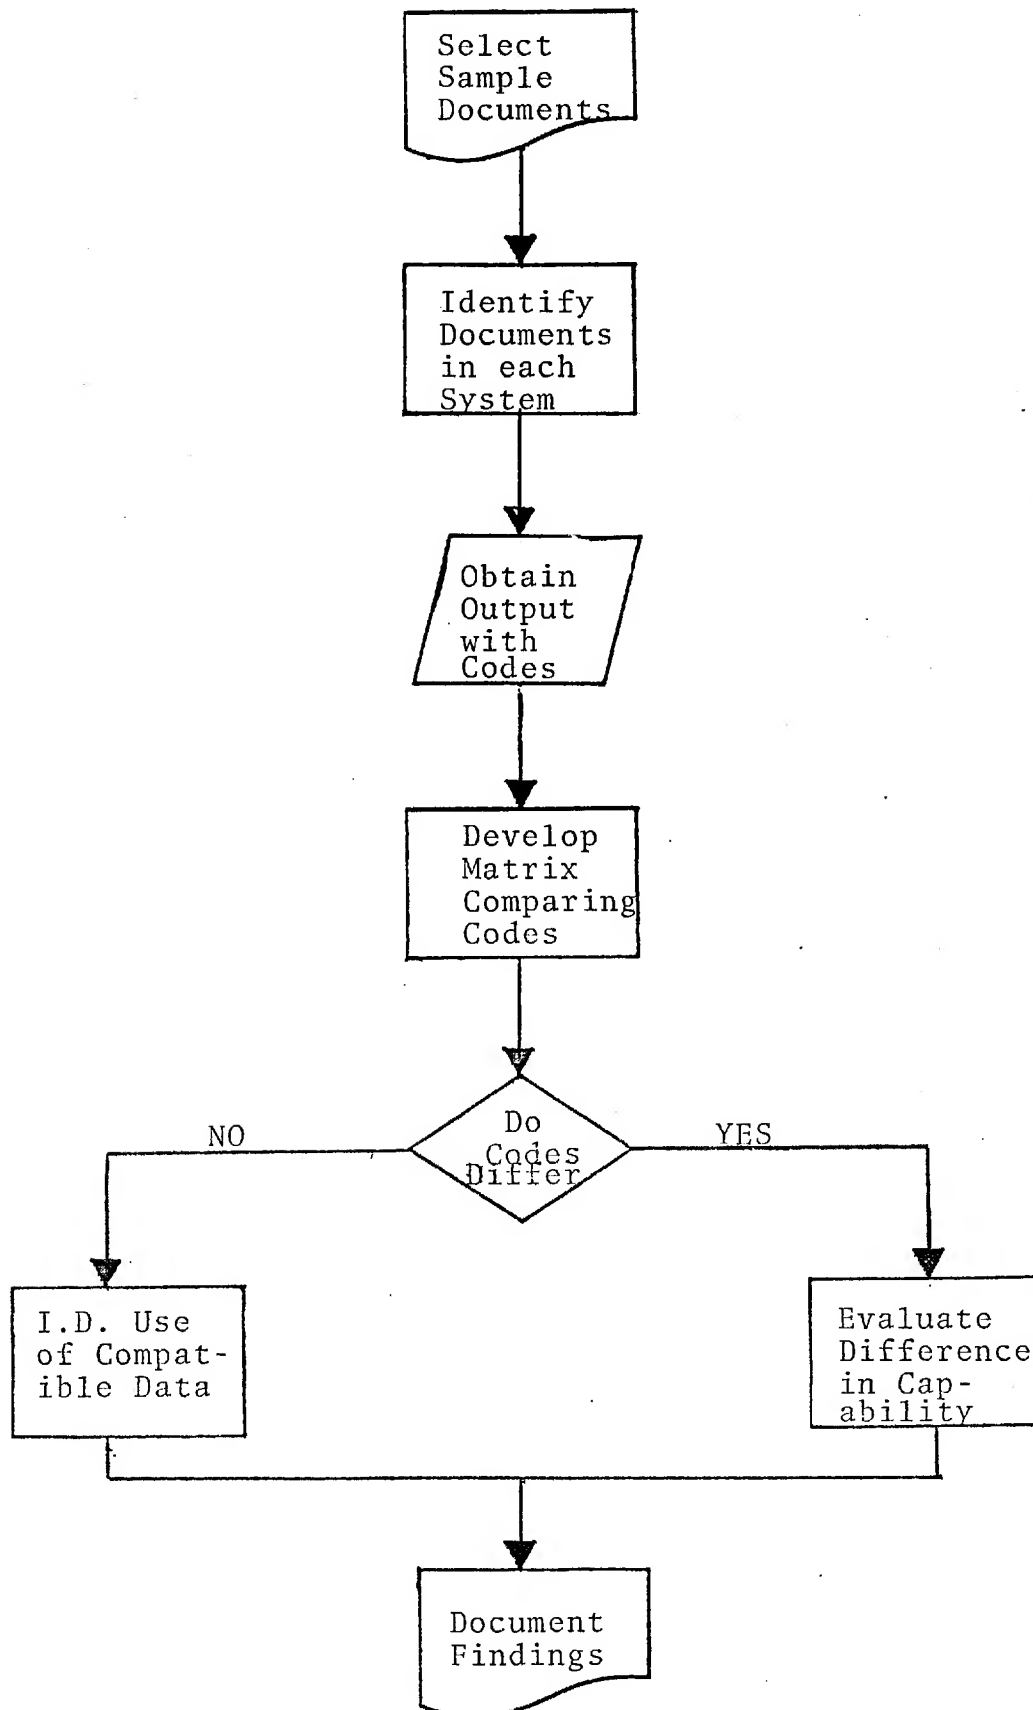 Select
Sample
Documents
Identify
Documents
in each
System
Obtain
Output
with
Codes
Develop
Matrix
Comparing
Codes
Do
Codes
Differ
NO
YES
I.D. Use
of Compat-
ible Data
Evaluate
Difference
in Cap-
ability
Document
Findings